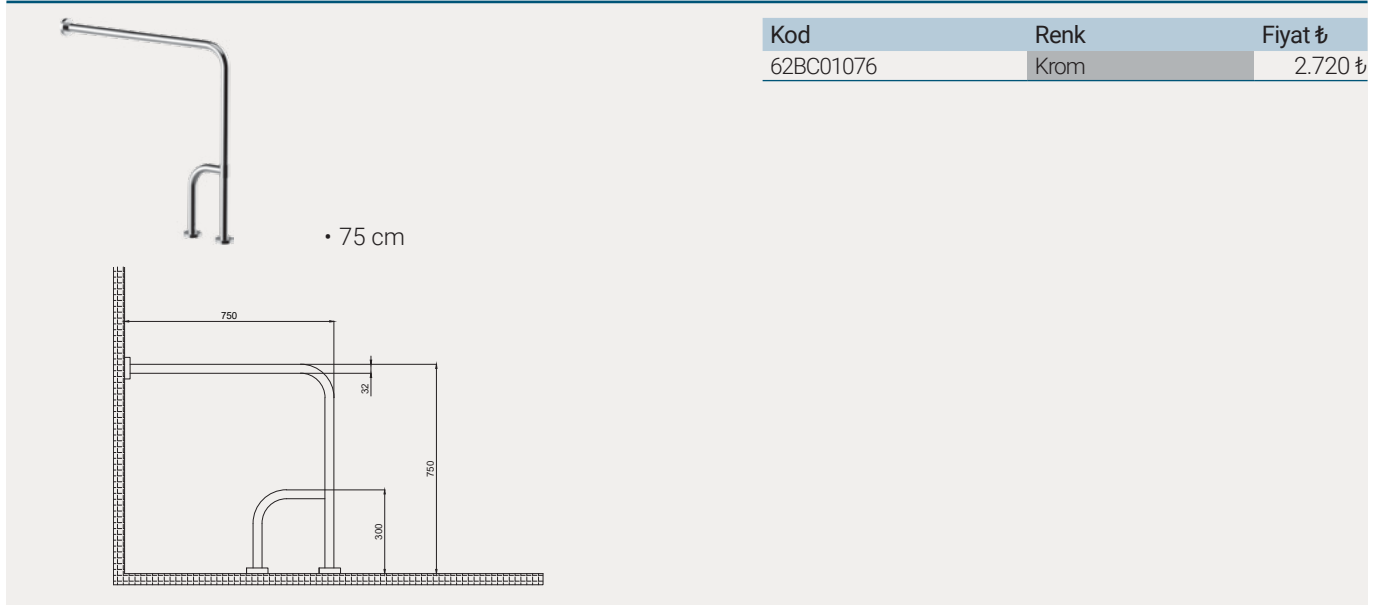 Kod Renk Fiyat ₺
62BC01076 Krom 2.720 ₺
• 75 cm
750
32
750
300